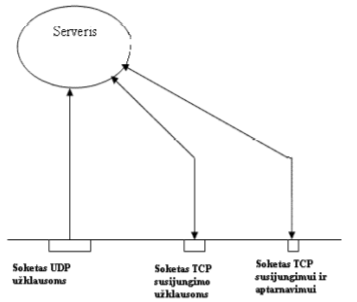 Serveris
Soketas UDP
užklausoms
Soketas TCP
susijungimo
užklausoms
Soketas TCP
susijungimui ir
aptarnavimui